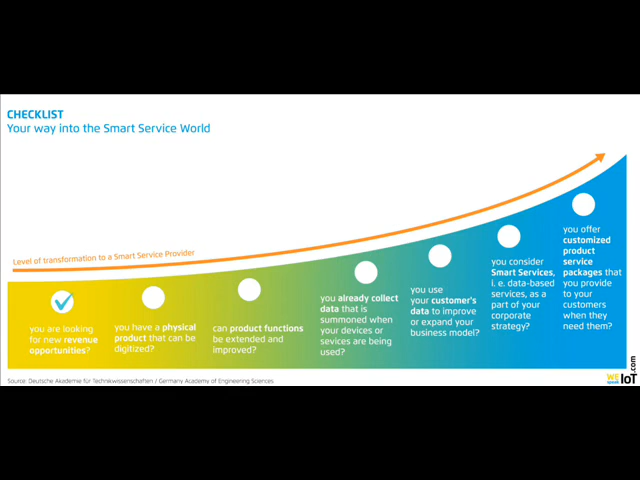 CHECKLIST
Your way into the Smart Service World
Level of transformation to a Smart Service Provider
you are looking
for new revenue
opportunities?
you have a physical
product that can be
digitized?
can product functions
be extended and
improved?
you already collect
data that is
summoned when
your devices or
sevices are being
used?
you use
your customer's
data to improve
or expand your
business model?
you consider
Smart Services,
i. e. data-based
services, as a
part of your
corporate
strategy?
you offer
customized
product
service
packages that
you provide to
your
customers
when they
need them?
Source: Deutsche Akademie für Technikwissenschaften / Germany Academy of Engineering Sciences
WE
speak
IoT
.com